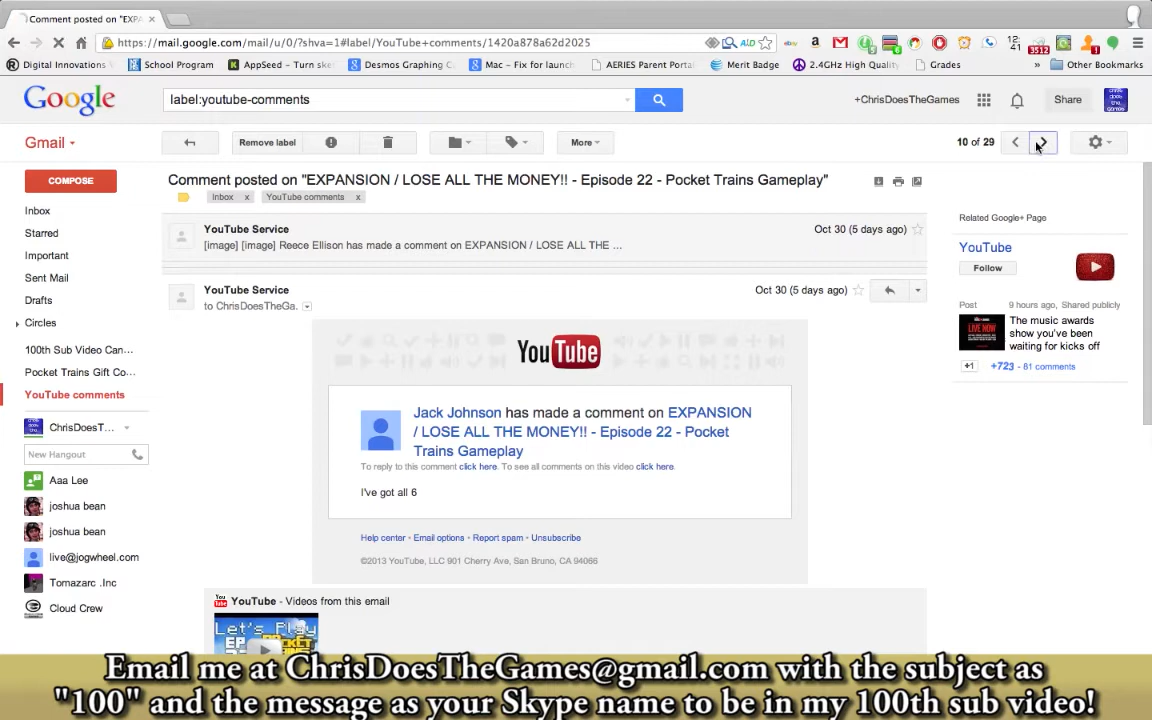 Comment posted on "EXPA
https://mail.google.com/mail/u/0/?shva=1#label/YouTube+comments/1420a878a62d2025
12:
41
3512
Digital Innovations
School Program
AppSeed - Turn ske
Desmos Graphing C
Mac - Fix for launch
AERIES Parent Portal
Merit Badge
2.4GHz High Quality
Grades
»
Other Bookmarks
Google
label:youtube-comments
+ChrisDoesTheGames
Share
Gmail
Remove label
More
10 of 29
COMPOSE
Inbox
Starred
Important
Sent Mail
Drafts
Circles
100th Sub Video Can...
Pocket Trains Gift Co...
YouTube comments
ChrisDoesT...
New Hangout
Aaa Lee
joshua bean
joshua bean
live@jogwheel.com
Tomazarc .Inc
Cloud Crew
Comment posted on "EXPANSION / LOSE ALL THE MONEY!! - Episode 22 - Pocket Trains Gameplay"
Inbox x YouTube comments x
YouTube Service Oct 30 (5 days ago)
[image] [image] Reece Ellison has made a comment on EXPANSION / LOSE ALL THE ...
YouTube Service Oct 30 (5 days ago)
to ChrisDoesTheGa.
YouTube
Jack Johnson has made a comment on EXPANSION
/ LOSE ALL THE MONEY!! - Episode 22 - Pocket
Trains Gameplay
To reply to this comment click here. To see all comments on this video click here.
I've got all 6
Help center • Email options • Report spam • Unsubscribe
©2013 YouTube, LLC 901 Cherry Ave, San Bruno, CA 94066
YouTube - Videos from this email
Let's Play
Related Google+ Page
YouTube
Follow
Post 9 hours ago, Shared publicly
LIVE NOW
The music awards
show you've been
waiting for kicks off
+1 +723 - 81 comments
Email me at ChrisDoesTheGames@gmail.com with the subject as
"100" and the message as your Skype name to be in my 100th sub video!